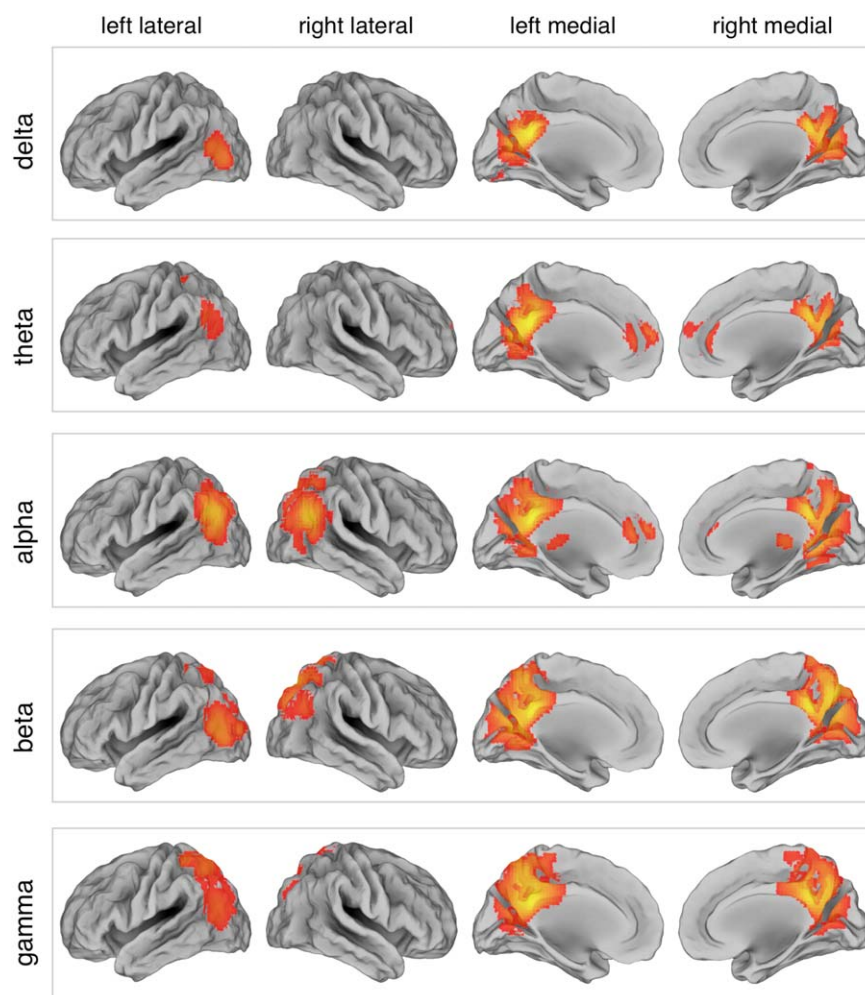 left lateral right lateral left medial right medial
delta
theta
alpha
beta
gamma